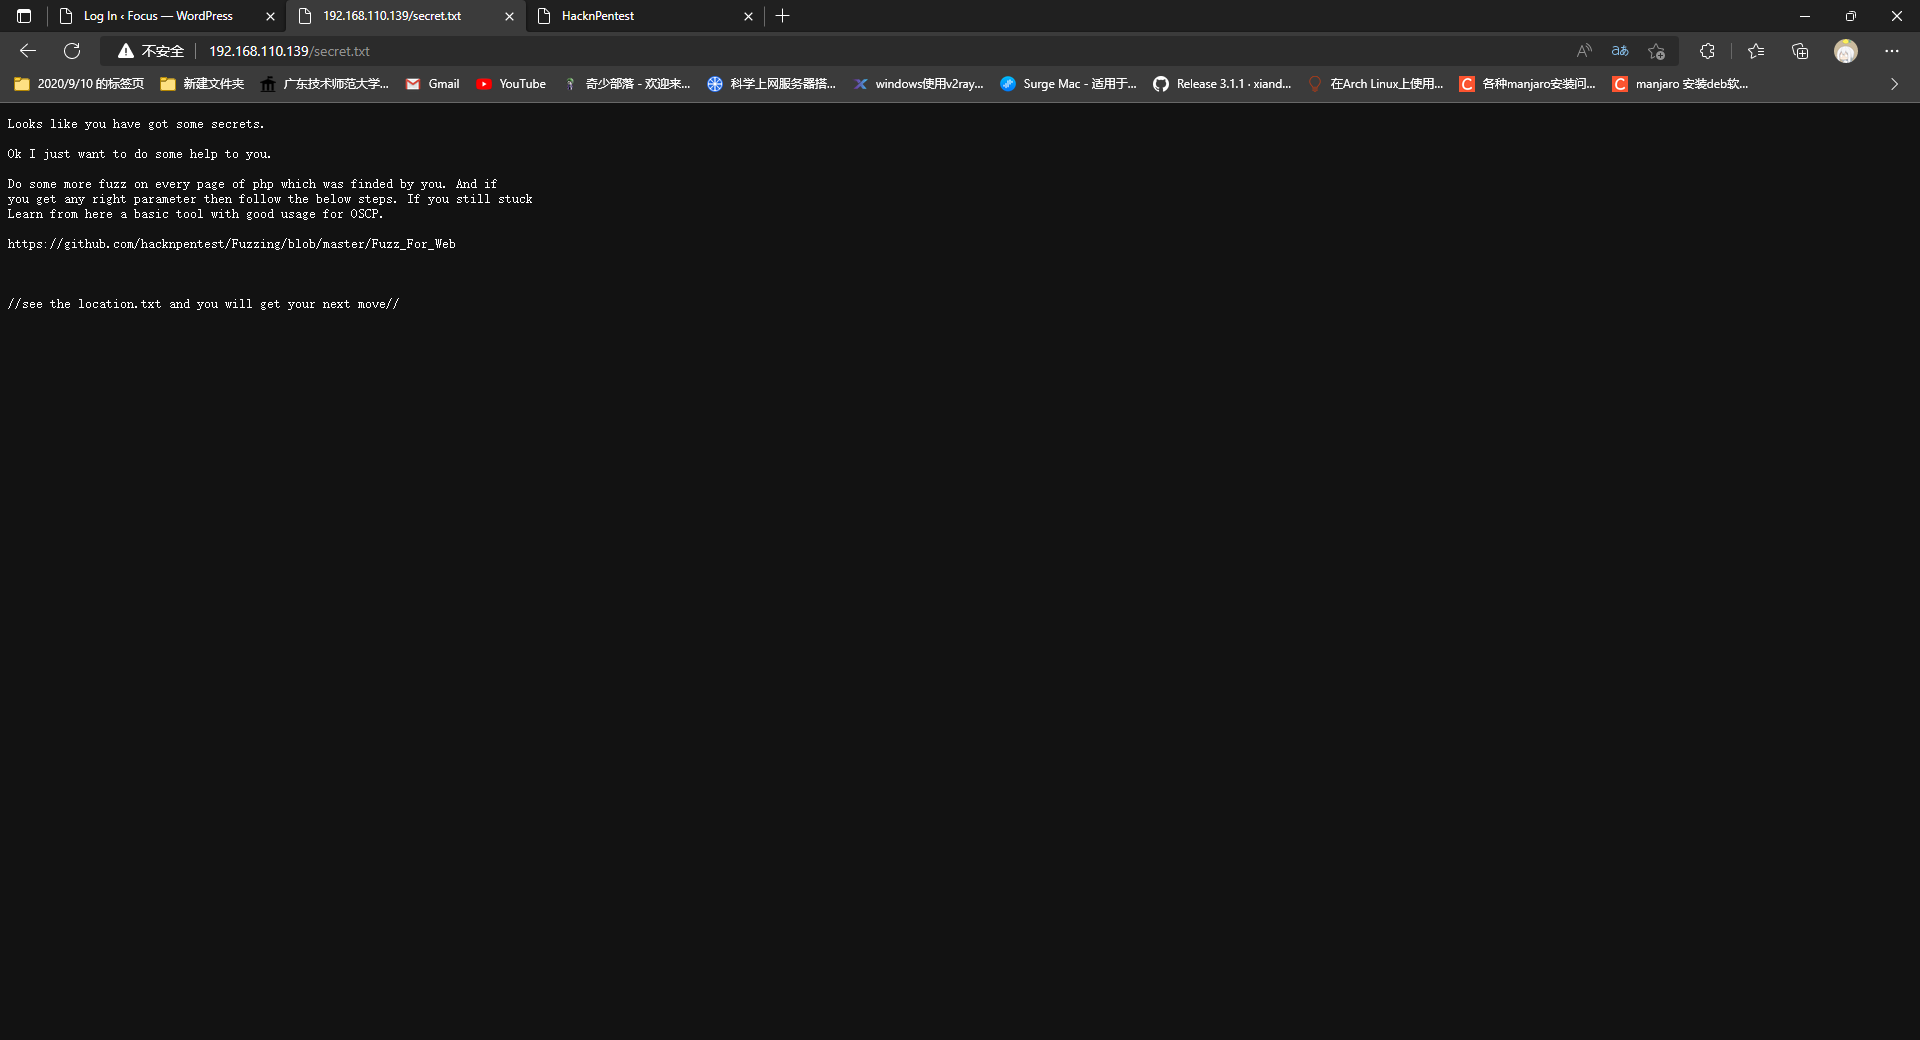 Log In ‹ Focus — WordPress
192.168.110.139/secret.txt
HacknPentest
不安全
192.168.110.139/secret.txt
2020/9/10 的标签页
新建文件夹
广东技术师范大学...
Gmail
YouTube
奇少部落 - 欢迎来...
科学上网服务器搭...
windows使用v2ray...
Surge Mac - 适用于...
Release 3.1.1 · xiand...
在Arch Linux上使用...
各种manjaro安装问...
manjaro 安装deb软...
Looks like you have got some secrets.
Ok I just want to do some help to you.
Do some more fuzz on every page of php which was finded by you. And if
you get any right parameter then follow the below steps. If you still stuck
Learn from here a basic tool with good usage for OSCP.
https://github.com/hacknpentest/Fuzzing/blob/master/Fuzz_For_Web
//see the location.txt and you will get your next move//